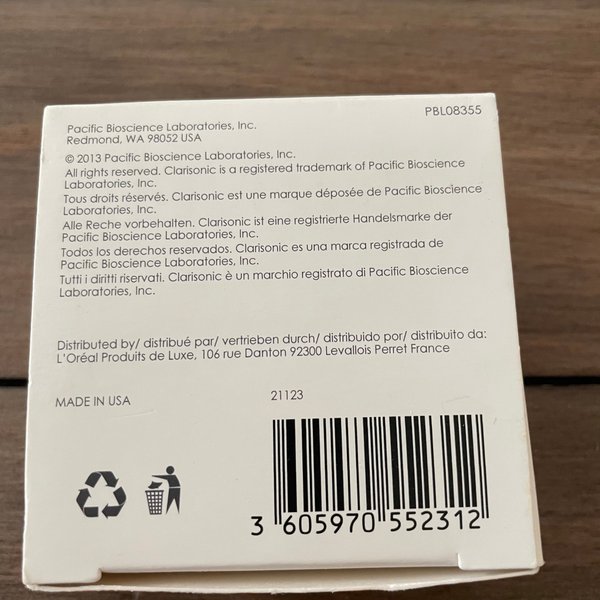 PBL08355
Pacific Bioscience Laboratories, Inc.
Redmond, WA 98052 USA
© 2013 Pacific Bioscience Laboratories, Inc.
All rights reserved. Clarisonic is a registered trademark of Pacific Bioscience
Laboratories, Inc.
Tous droits réservés. Clarisonic est une marque déposée de Pacific Bioscience
Laboratories, Inc.
Alle Reche vorbehalten. Clarisonic ist eine registrierte Handelsmarke der
Pacific Bioscience Laboratories, Inc.
Todos los derechos reservados. Clarisonic es una marca registrada de
Pacific Bioscience Laboratories, Inc.
Tutti i diritti riservati. Clarisonic è un marchio registrato di Pacific Bioscience
Laboratories, Inc.
Distributed by/ distribué par/ vertrieben durch/ distribuido por/ distribuito da:
L'Oréal Produits de Luxe, 106 rue Danton 92300 Levallois Perret France
MADE IN USA
21123
3 605970 552312